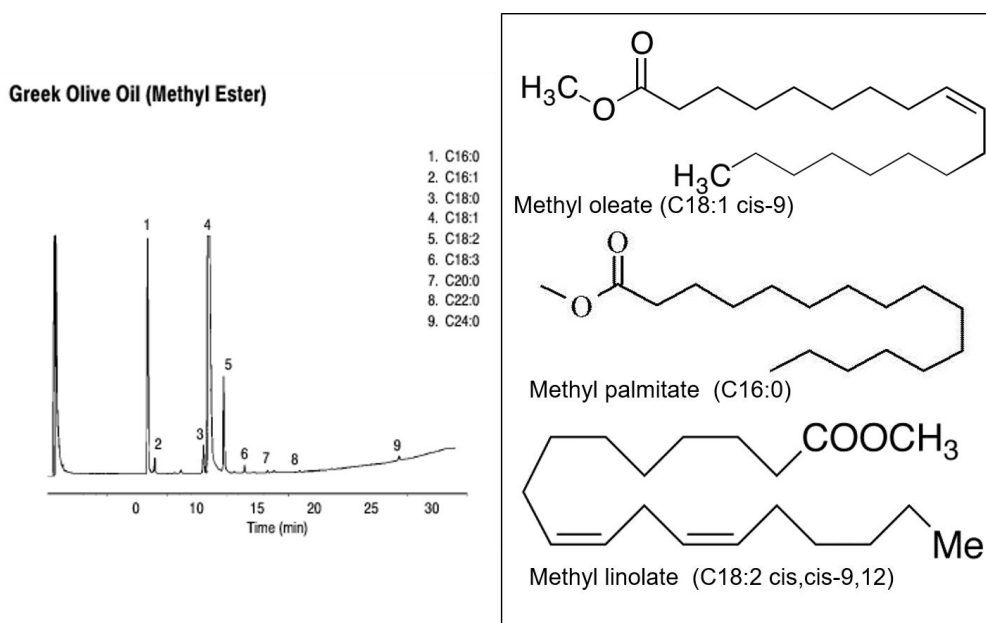 Greek Olive Oil (Methyl Ester)
1. C16:0
2. C16:1
3. C18:0
4. C18:1
5. C18:2
6. C18:3
7. C20:0
8. C22:0
9. C24:0
1
2
3
4
5
6
7
8
9
0 10 15 20 25 30
Time (min)
O
H₃C
O
H₃C
Methyl oleate (C18:1 cis-9)
O
O
Methyl palmitate (C16:0)
COOCH₃
Me
Methyl linolate (C18:2 cis,cis-9,12)